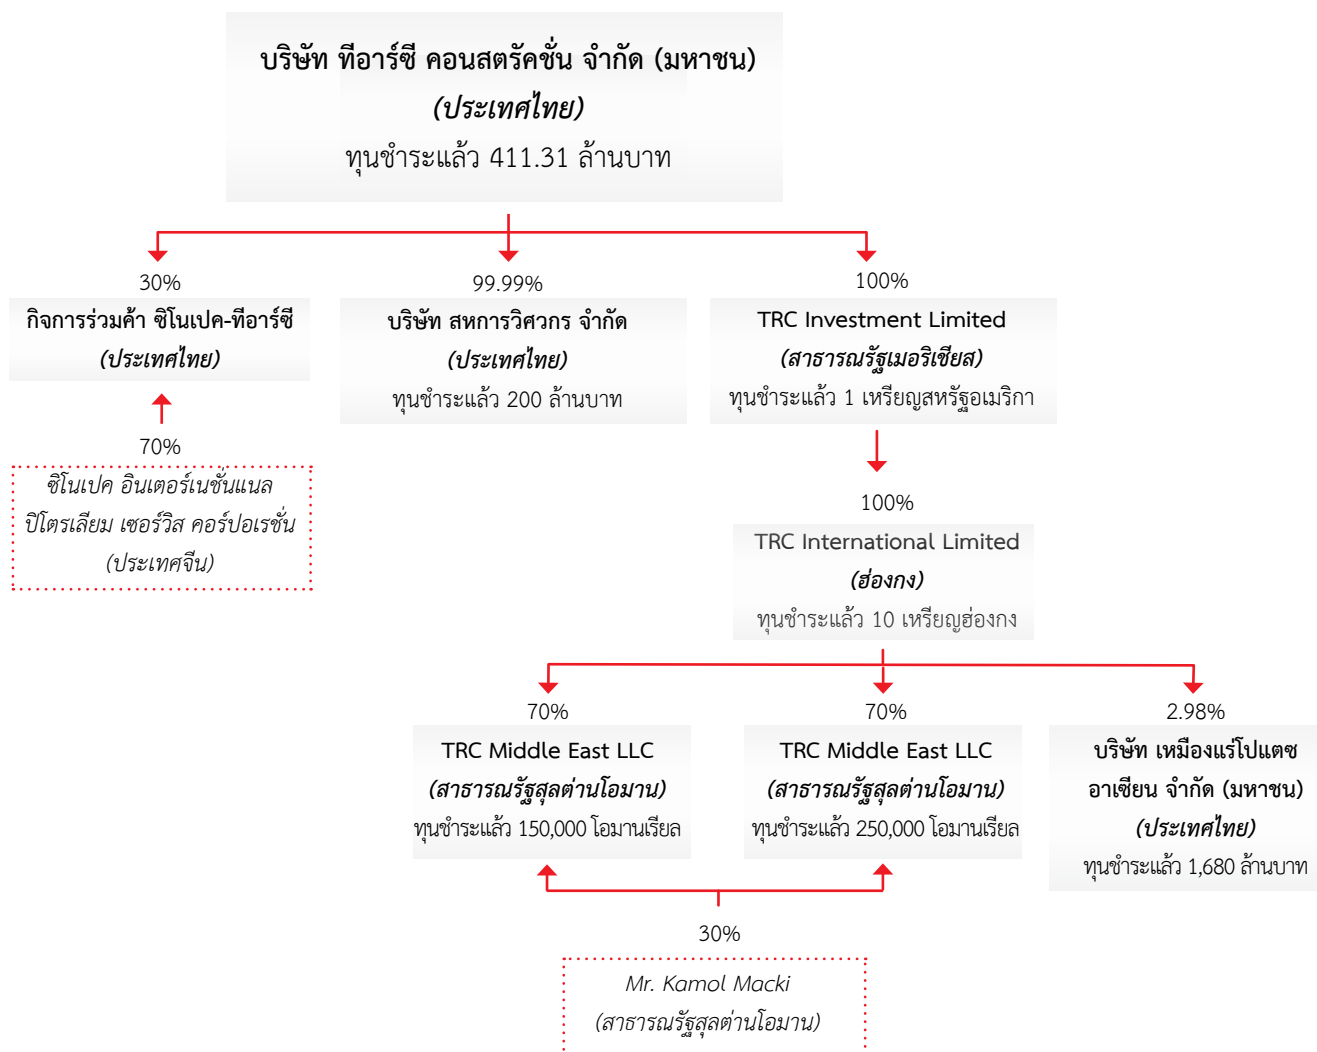 บริษัท ทีอาร์ซี คอนสตรัคชั่น จำกัด (มหาชน)
(ประเทศไทย)
ทุนชำระแล้ว 411.31 ล้านบาท
30%
99.99%
100%
กิจการร่วมค้า ซิโนเปค-ทีอาร์ซี
(ประเทศไทย)
บริษัท สหการวิศวกร จำกัด
(ประเทศไทย)
ทุนชำระแล้ว 200 ล้านบาท
TRC Investment Limited
(สาธารณรัฐเมอริเชียส)
ทุนชำระแล้ว 1 เหรียญสหรัฐอเมริกา
70%
ซิโนเปค อินเตอร์เนชั่นแนล
ปิโตรเลียม เซอร์วิส คอร์ปอเรชั่น
(ประเทศจีน)
100%
TRC International Limited
(ฮ่องกง)
ทุนชำระแล้ว 10 เหรียญฮ่องกง
70%
70%
2.98%
TRC Middle East LLC
(สาธารณรัฐสุลต่านโอมาน)
ทุนชำระแล้ว 150,000 โอมานเรียล
TRC Middle East LLC
(สาธารณรัฐสุลต่านโอมาน)
ทุนชำระแล้ว 250,000 โอมานเรียล
บริษัท เหมืองแร่โปแตซ
อาเซียน จำกัด (มหาชน)
(ประเทศไทย)
ทุนชำระแล้ว 1,680 ล้านบาท
30%
Mr. Kamol Macki
(สาธารณรัฐสุลต่านโอมาน)